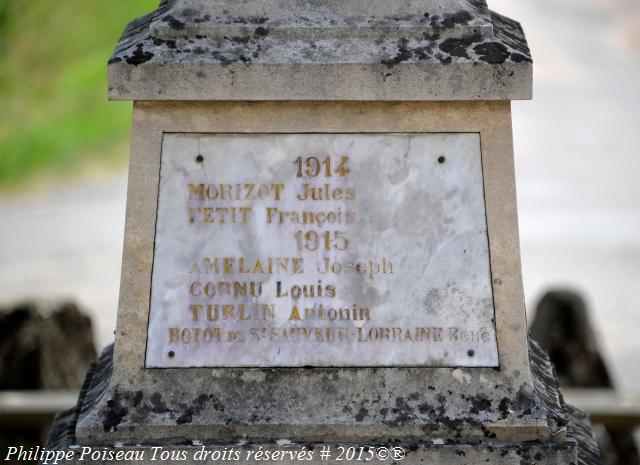 1914
MORIZOT Jules
PETIT François
1915
AMELAINE Joseph
CORNU Louis
TURLIN Antonin
BOTOT DE St SAUVEUR-LORRAINE René
Philippe Poiseau Tous droits réservés # 2015©®